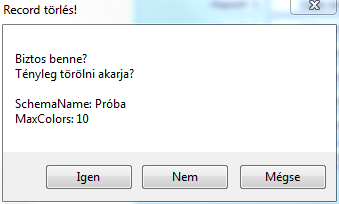 Record törlés!
Biztos benne?
Tényleg törölni akarja?
SchemaName: Próba
MaxColors: 10
Igen
Nem
Mégse